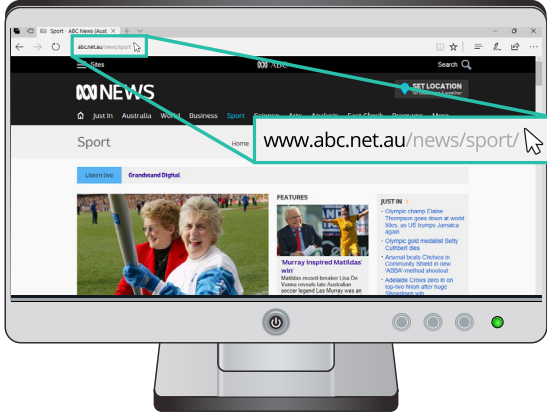 Sport - ABC News (Aust
abc.net.au/news/sport
Sites
ABC
Search
NEWS
SET LOCATION
Just In Australia World Business Sport Science Arts Analysis Fact Check Programs More
www.abc.net.au/news/sport/
Sport
Home
Listen live Grandstand Digital
FEATURES
'Murray inspired Matildas' win'
Matildas record-breaker Lisa De
Vanna reveals late Australian
soccer legend Les Murray was an
JUST IN
Olympic champ Elaine
Thompson goes down at world
titles, as US trumps Jamaica
again
Olympic gold medallist Betty
Cuthbert dies
Arsenal beats Chelsea in
Community Shield in new
'ABBA'-method shootout
Adelaide Crows zero in on
top-two finish after huge
Showdown win